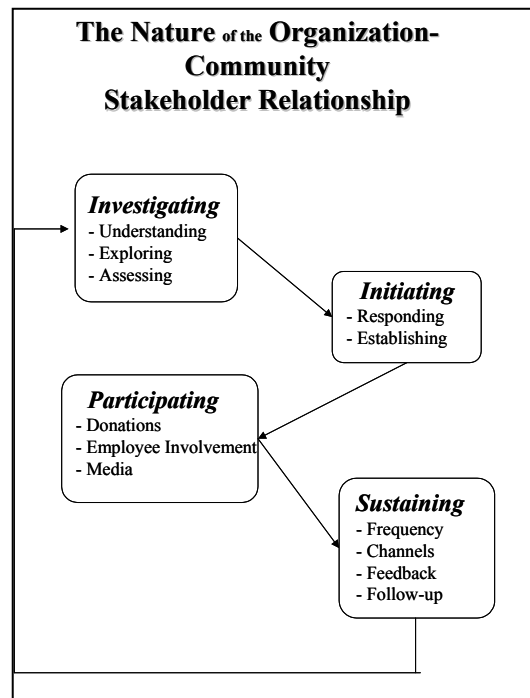 The Nature of the Organization-
Community
Stakeholder Relationship
Investigating
- Understanding
- Exploring
- Assessing
Initiating
- Responding
- Establishing
Participating
- Donations
- Employee Involvement
- Media
Sustaining
- Frequency
- Channels
- Feedback
- Follow-up